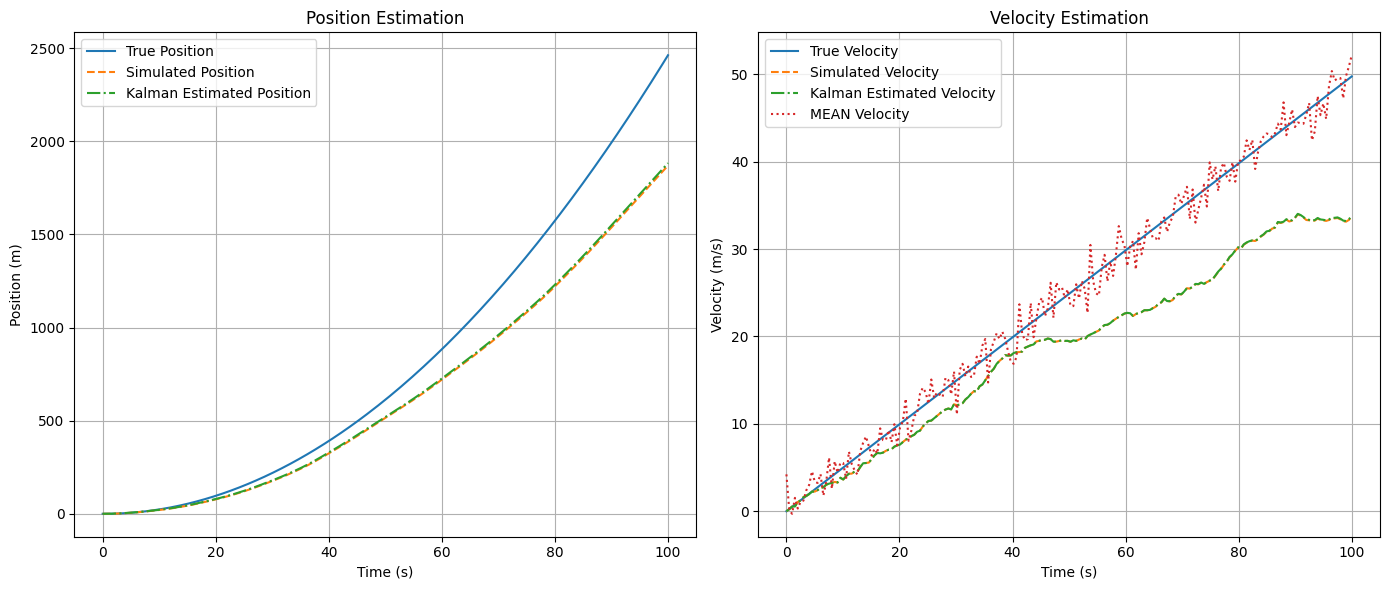 Position Estimation
True Position
Simulated Position
Kalman Estimated Position
2500
2000
1500
1000
500
0
Position (m)
0 20 40 60 80 100
Time (s)
Velocity Estimation
True Velocity
Simulated Velocity
Kalman Estimated Velocity
MEAN Velocity
50
40
30
20
10
0
Velocity (m/s)
0 20 40 60 80 100
Time (s)